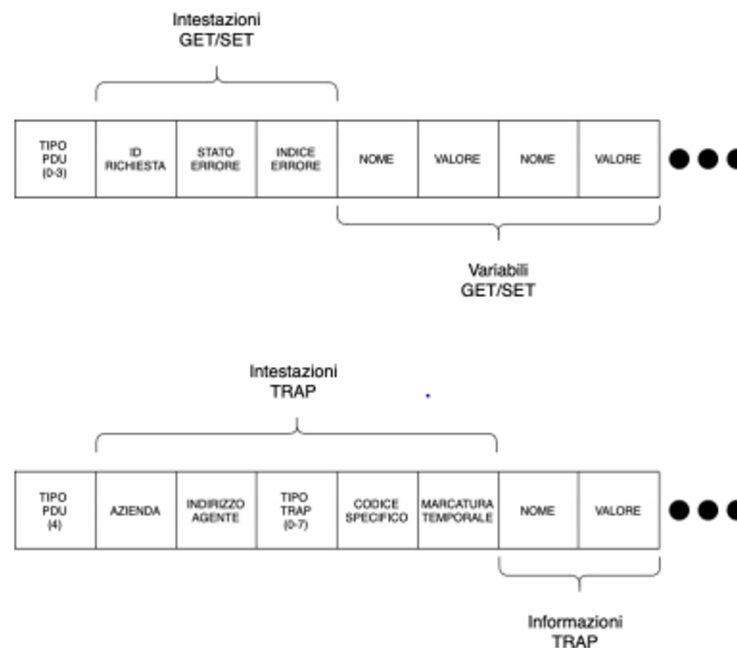 Intestazioni
GET/SET
TIPO
PDU
(0-3)
ID
RICHIESTA
STATO
ERRORE
INDICE
ERRORE
NOME
VALORE
NOME
VALORE
Variabili
GET/SET
Intestazioni
TRAP
TIPO
PDU
(4)
AZIENDA
INDIRIZZO
AGENTE
TIPO
TRAP
(0-7)
CODICE
SPECIFICO
MARCATURA
TEMPORALE
NOME
VALORE
Informazioni
TRAP